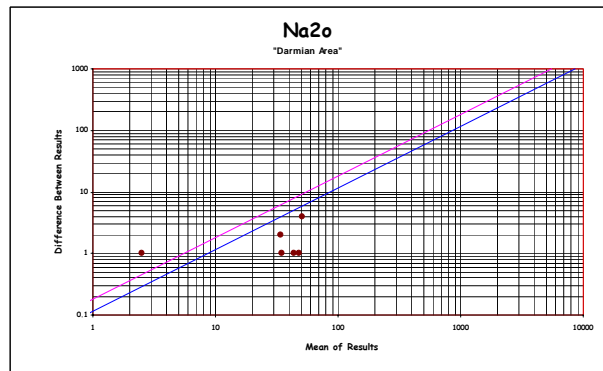 Na2o
"Darmian Area"
Difference Between Results
1000
100
10
1
0.1
1
10
100
1000
10000
Mean of Results